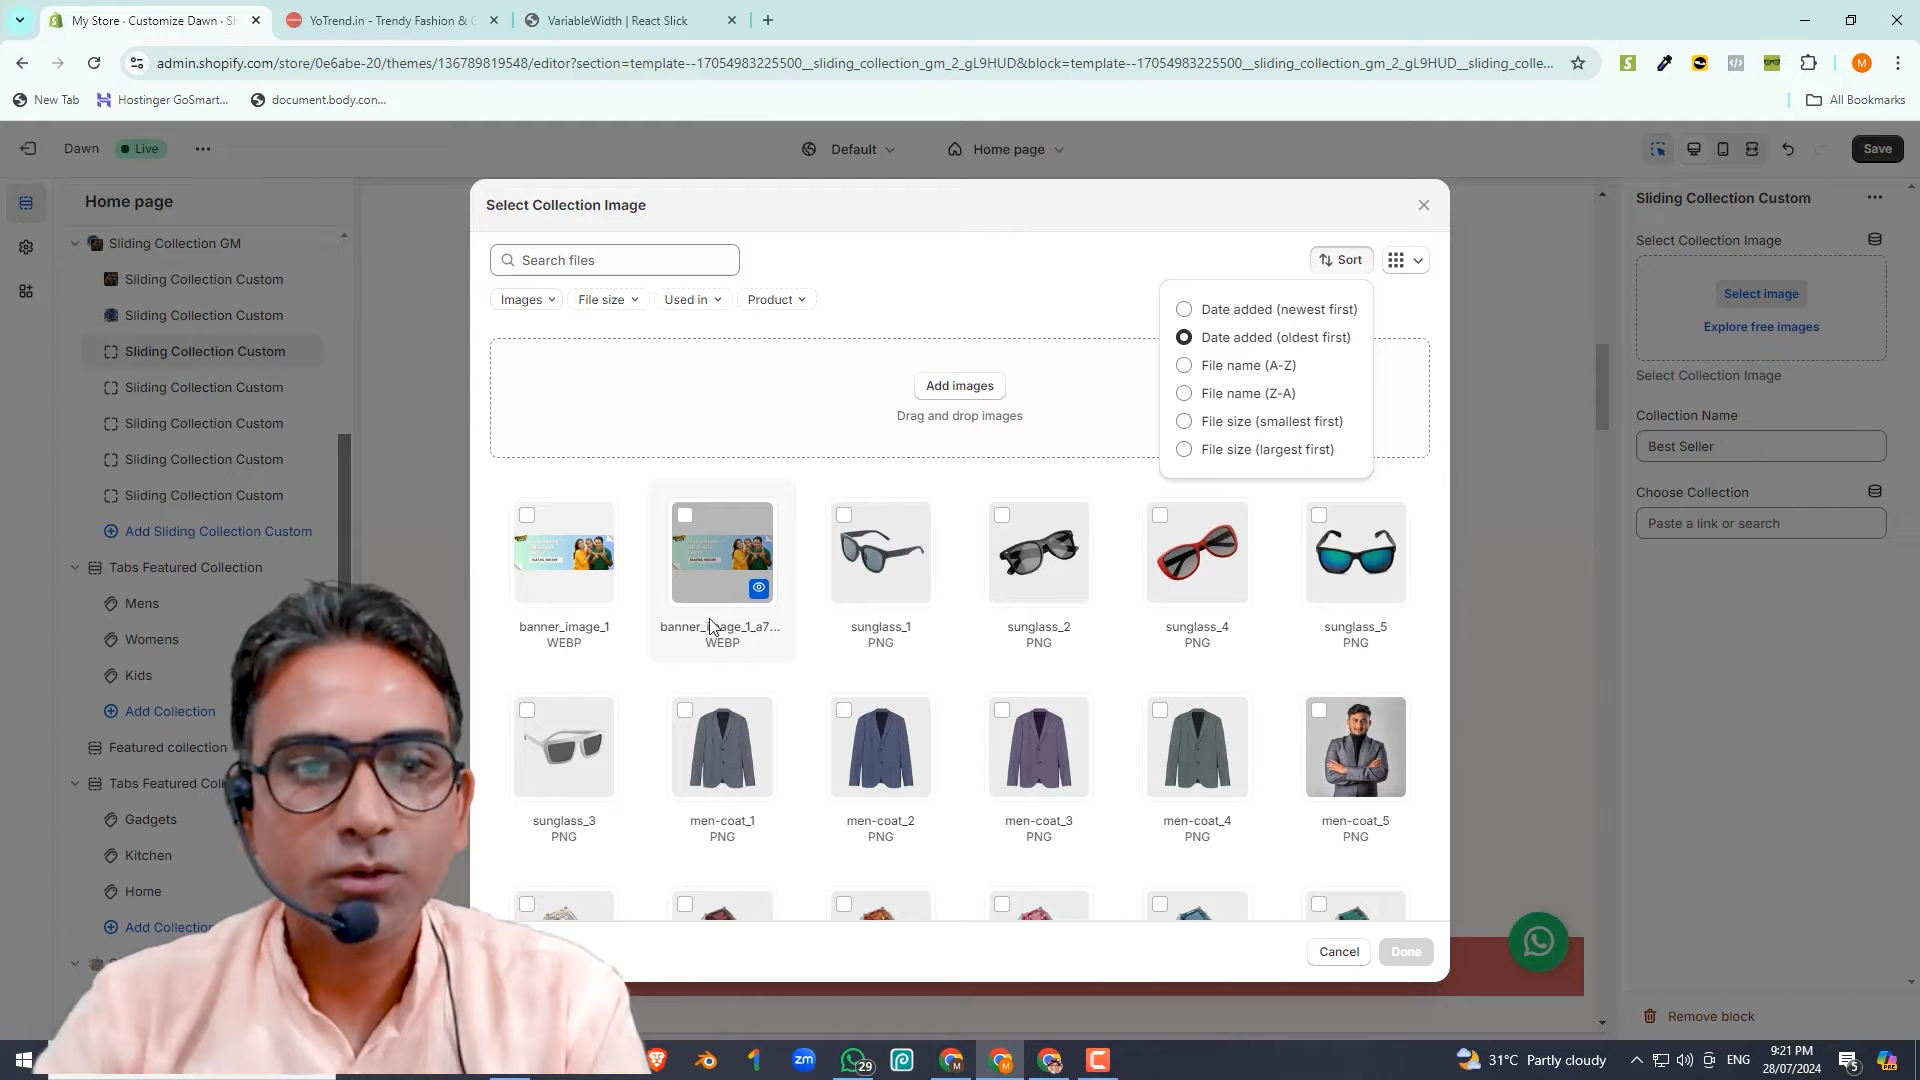 My Store · Customize Dawn · Sh
YoTrend.in - Trendy Fashion & G
VariableWidth | React Slick
admin.shopify.com/store/0e6abe-20/themes/136789819548/editor?section=template--17054983225500__sliding_collection_gm_2_gL9HUD&block=template--17054983225500__sliding_collection_gm_2_gL9HUD__sliding_colle...
New Tab
Hostinger GoSmart...
document.body.con...
All Bookmarks
Dawn
Live
Default
Home page
Save
Home page
Sliding Collection GM
Sliding Collection Custom
Sliding Collection Custom
Sliding Collection Custom
Sliding Collection Custom
Sliding Collection Custom
Sliding Collection Custom
Sliding Collection Custom
Add Sliding Collection Custom
Tabs Featured Collection
Mens
Womens
Kids
Add Collection
Featured collection
Tabs Featured Coll
Gadgets
Kitchen
Home
Add Collection
Select Collection Image
Search files
Sort
Images
File size
Used in
Product
Date added (newest first)
Date added (oldest first)
File name (A-Z)
File name (Z-A)
File size (smallest first)
File size (largest first)
Add images
Drag and drop images
banner_image_1
WEBP
banner_image_1_a7...
WEBP
sunglass_1
PNG
sunglass_2
PNG
sunglass_4
PNG
sunglass_5
PNG
sunglass_3
PNG
men-coat_1
PNG
men-coat_2
PNG
men-coat_3
PNG
men-coat_4
PNG
men-coat_5
PNG
Cancel
Done
Sliding Collection Custom
Select Collection Image
Select image
Explore free images
Select Collection Image
Collection Name
Best Seller
Choose Collection
Paste a link or search
Remove block
zm
29
31°C Partly cloudy
ENG
9:21 PM
28/07/2024
5